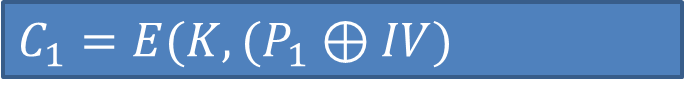 C₁ = E(K, (P₁ ⊕ IV)